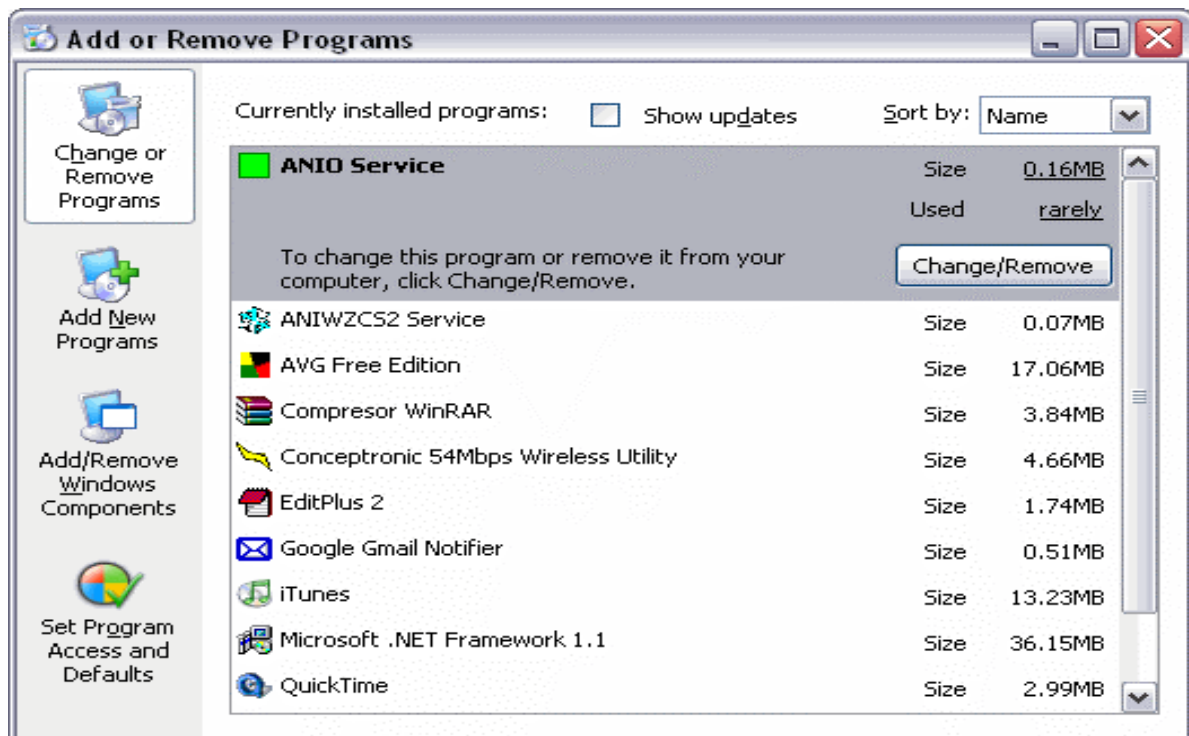 Add or Remove Programs
Change or
Remove
Programs
Add New
Programs
Add/Remove
Windows
Components
Set Program
Access and
Defaults
Currently installed programs: Show updates Sort by: Name
ANIO Service Size 0.16MB
Used rarely
To change this program or remove it from your
computer, click Change/Remove.
Change/Remove
ANIWZCS2 Service Size 0.07MB
AVG Free Edition Size 17.06MB
Compresor WinRAR Size 3.84MB
Conceptronic 54Mbps Wireless Utility Size 4.66MB
EditPlus 2 Size 1.74MB
Google Gmail Notifier Size 0.51MB
iTunes Size 13.23MB
Microsoft .NET Framework 1.1 Size 36.15MB
QuickTime Size 2.99MB